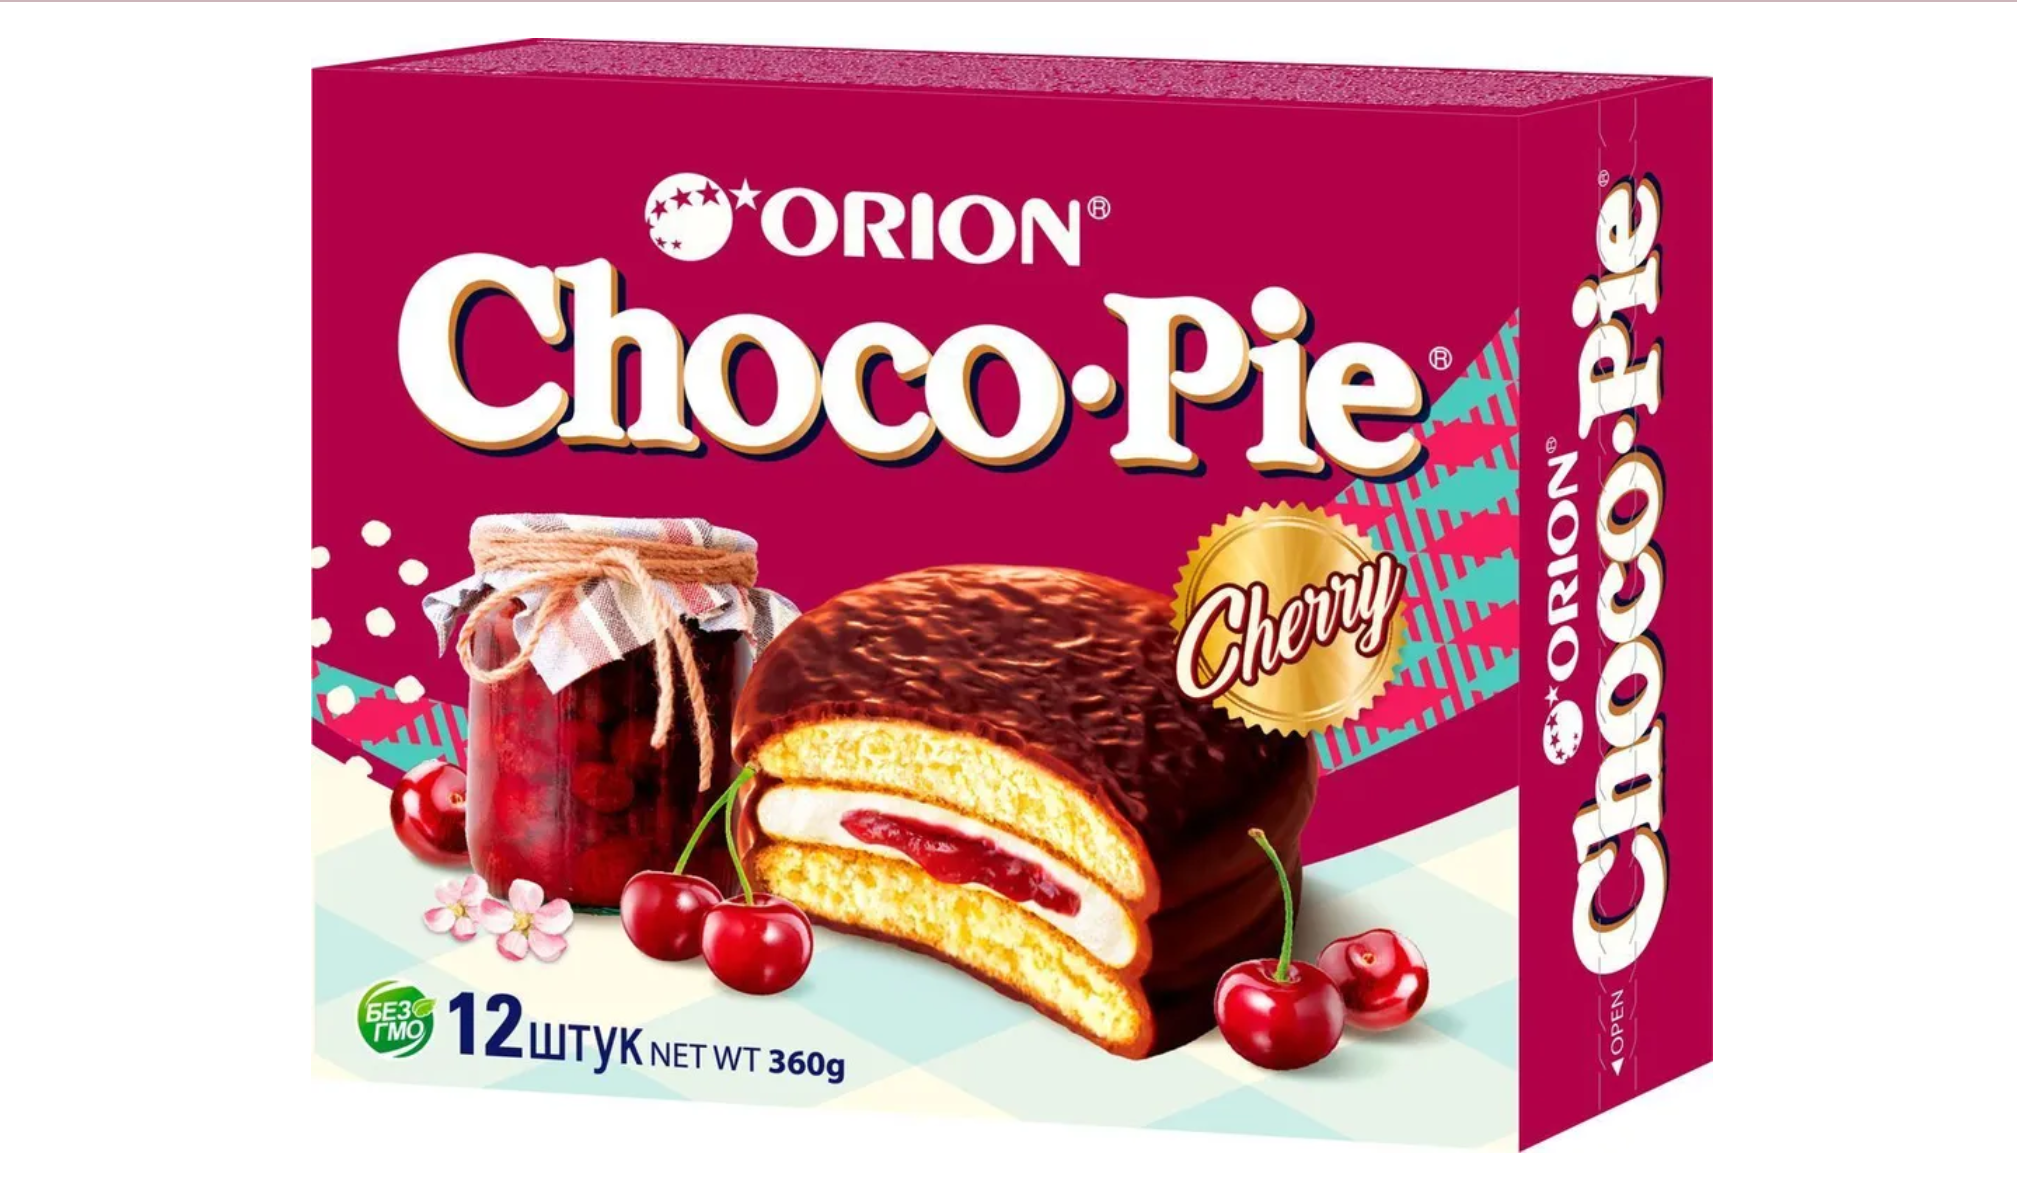 ORION®
Choco·Pie®
Cherry
БЕЗ
ГМО
12 ШТУК NET WT 360g
ORION®
Choco·Pie®
◄OPEN